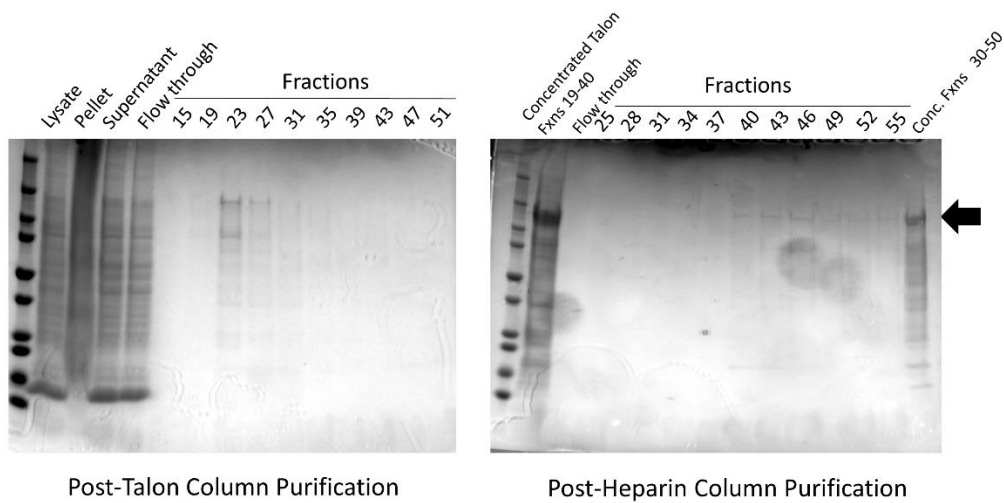 Lysate
Pellet
Supernatant
Flow through
Fractions
15 19 23 27 31 35 39 43 47 51
Post-Talon Column Purification
Concentrated Talon
Fxns 19-40
Flow through
Fractions
25 28 31 34 37 40 43 46 49 52 55
Conc. Fxns 30-50
Post-Heparin Column Purification